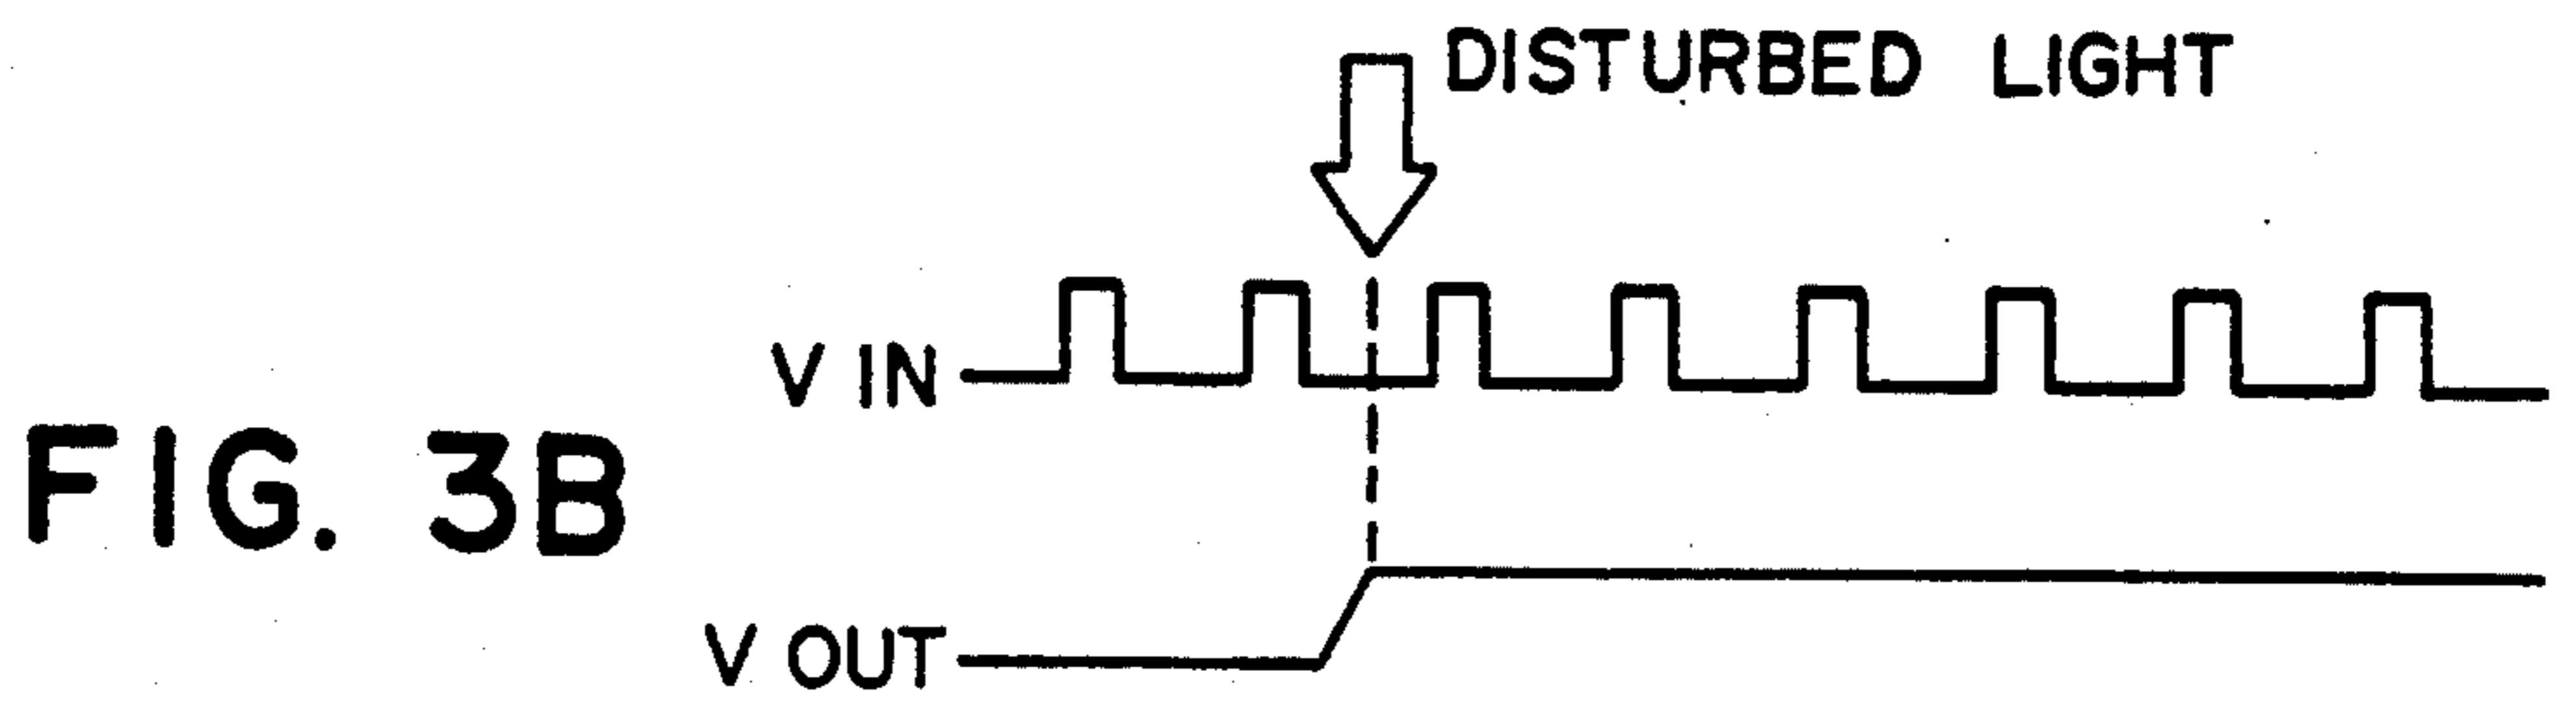 DISTURBED LIGHT
V IN
FIG. 3B
V OUT